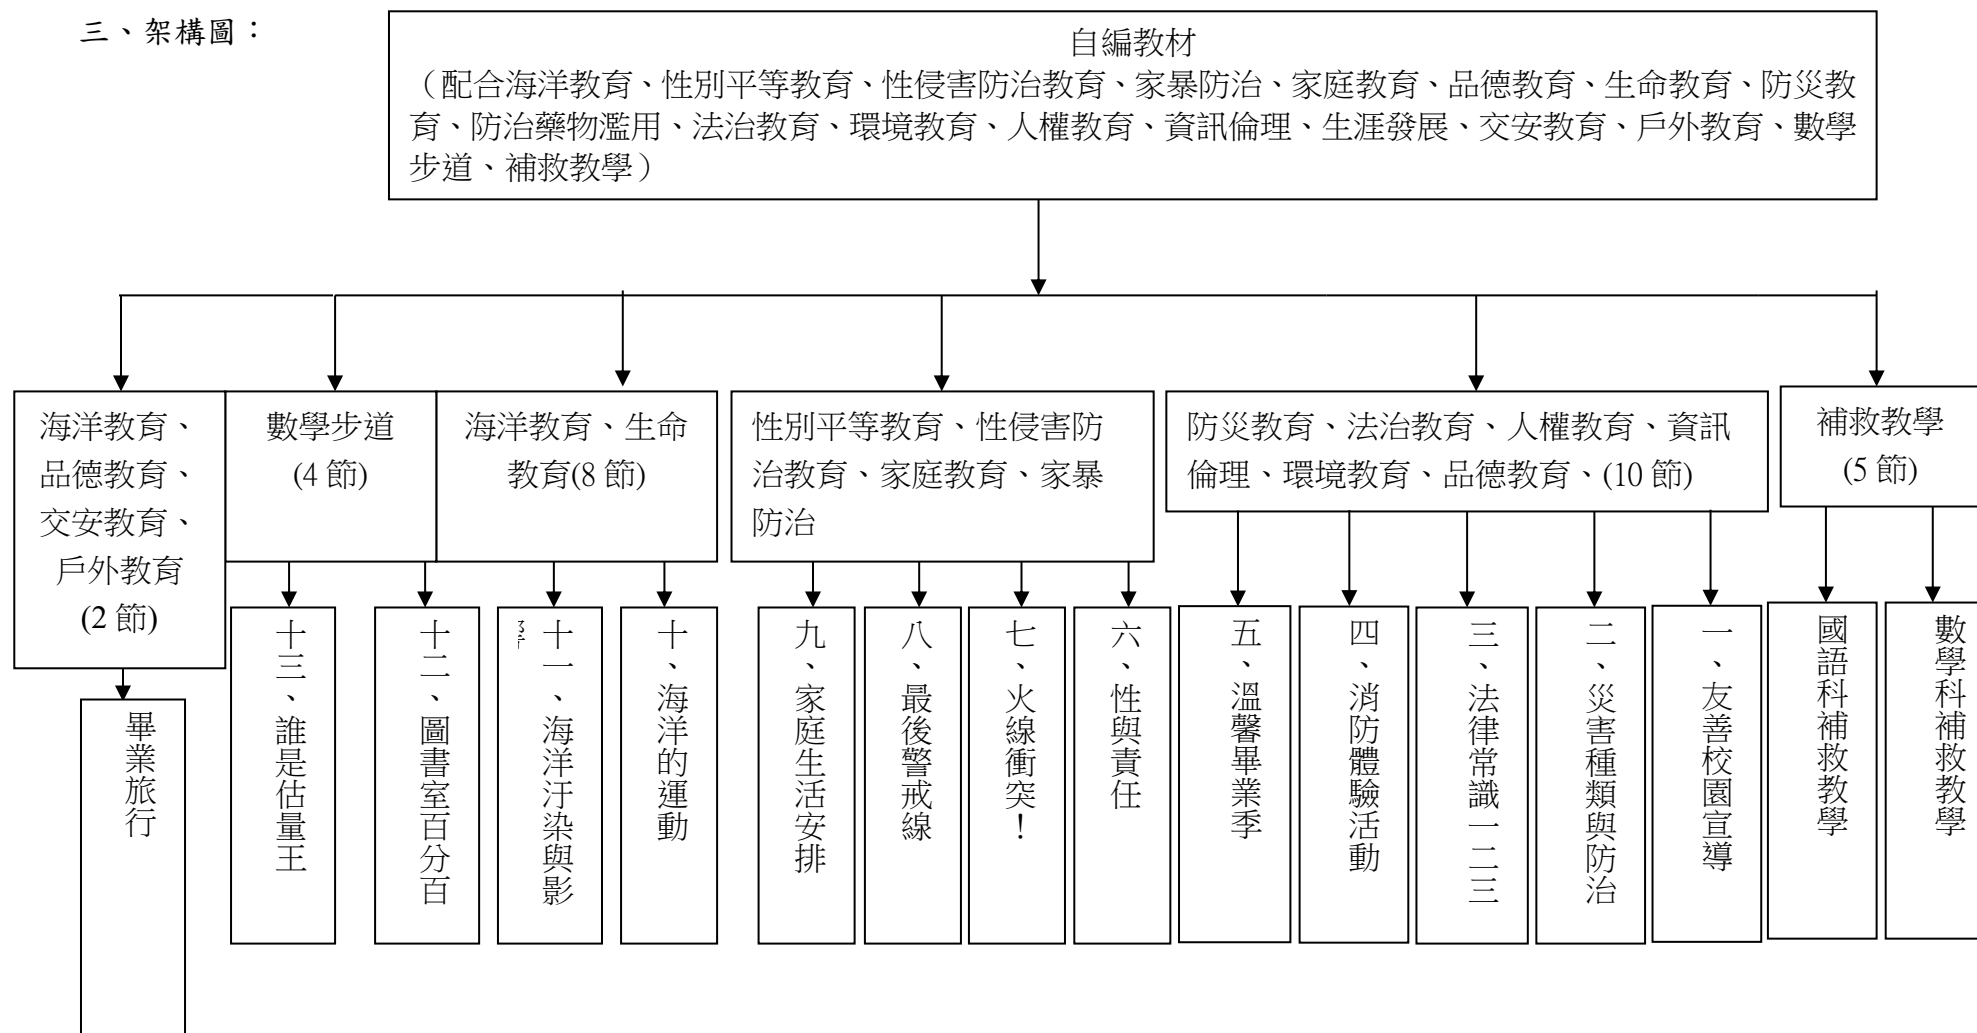 三、架構圖：
自編教材
（配合海洋教育、性別平等教育、性侵害防治教育、家暴防治、家庭教育、品德教育、生命教育、防災教
育、防治藥物濫用、法治教育、環境教育、人權教育、資訊倫理、生涯發展、交安教育、戶外教育、數學
步道、補救教學）
海洋教育、
品德教育、
交安教育、
戶外教育
(2 節)
數學步道
(4 節)
海洋教育、生命
教育(8 節)
性別平等教育、性侵害防
治教育、家庭教育、家暴
防治
防災教育、法治教育、人權教育、資訊
倫理、環境教育、品德教育、(10 節)
補救教學
(5 節)
畢業旅行
十三、誰是估量王
十二、圖書室百分百
十一、海洋汙染與影
十、海洋的運動
九、家庭生活安排
八、最後警戒線
七、火線衝突！
六、性與責任
五、溫馨畢業季
四、消防體驗活動
三、法律常識一二三
二、災害種類與防治
一、友善校園宣導
國語科補救教學
數學科補救教學